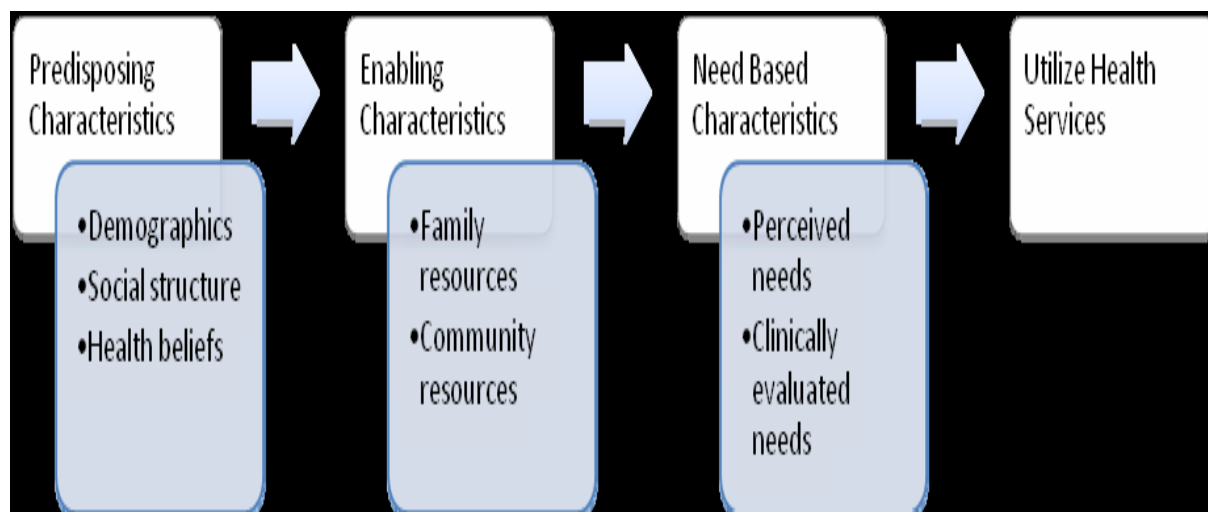 Predisposing
Characteristics
•Demographics
•Social structure
•Health beliefs
Enabling
Characteristics
•Family
resources
•Community
resources
Need Based
Characteristics
•Perceived
needs
•Clinically
evaluated
needs
Utilize Health
Services